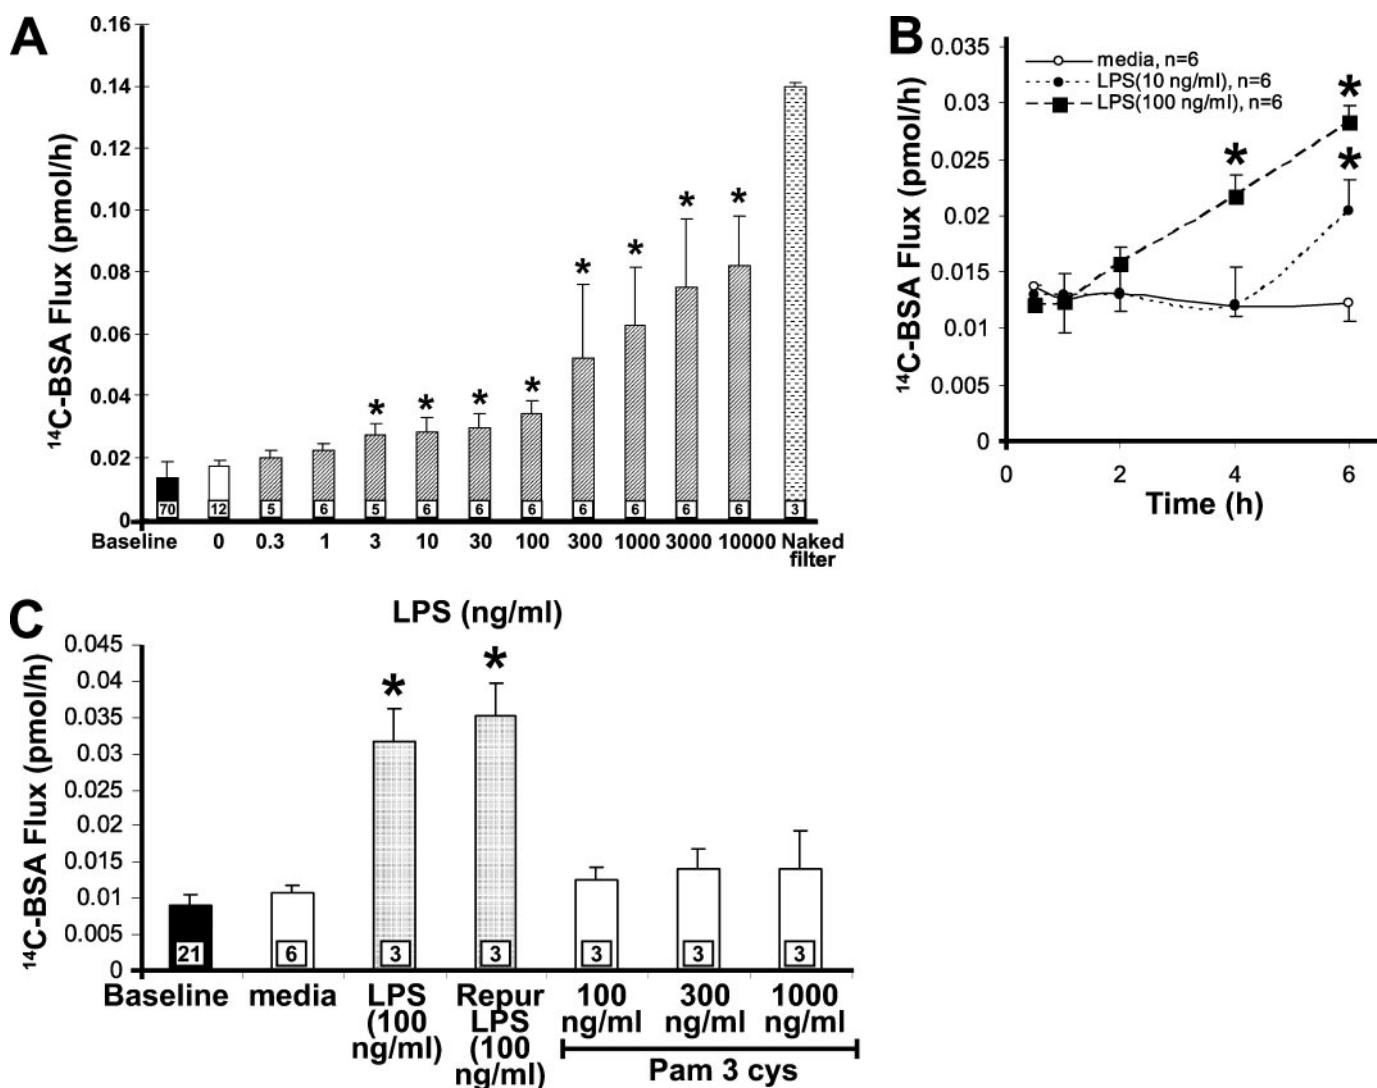 A
0.16
0.14
0.12
0.10
0.08
0.06
0.04
0.02
0
¹⁴C-BSA Flux (pmol/h)
* * * * * * * *
70 12 5 6 5 6 6 6 6 6 6 6 3
Baseline 0 0.3 1 3 10 30 100 300 1000 3000 10000 Naked
filter
LPS (ng/ml)
B
0.035
0.03
0.025
0.02
0.015
0.01
0.005
0
¹⁴C-BSA Flux (pmol/h)
media, n=6
LPS(10 ng/ml), n=6
LPS(100 ng/ml), n=6
*
* *
0 2 4 6
Time (h)
C
0.045
0.04
0.035
0.03
0.025
0.02
0.015
0.01
0.005
0
¹⁴C-BSA Flux (pmol/h)
* *
21 6 3 3 3 3 3
Baseline media LPS Repur 100 300 1000
(100 LPS ng/ml ng/ml ng/ml
ng/ml) (100
ng/ml)
Pam 3 cys